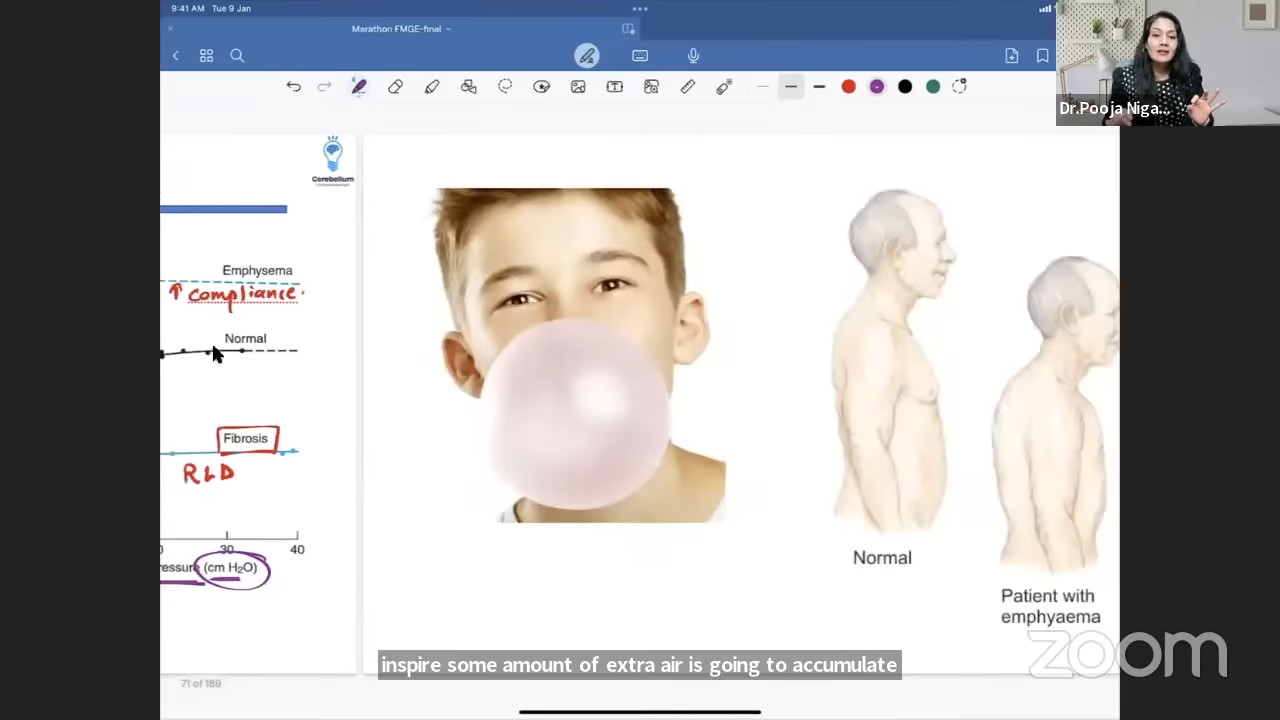 9:41 AM Tue 9 Jan
Marathon FMGE-final
Dr.Pooja Niga...
Cerebellum
Emphysema
↑ compliance
Normal
Fibrosis
RLD
30 40
ressure (cm H₂O)
Normal
Patient with
emphyaema
inspire some amount of extra air is going to accumulate
zoom
71 of 189